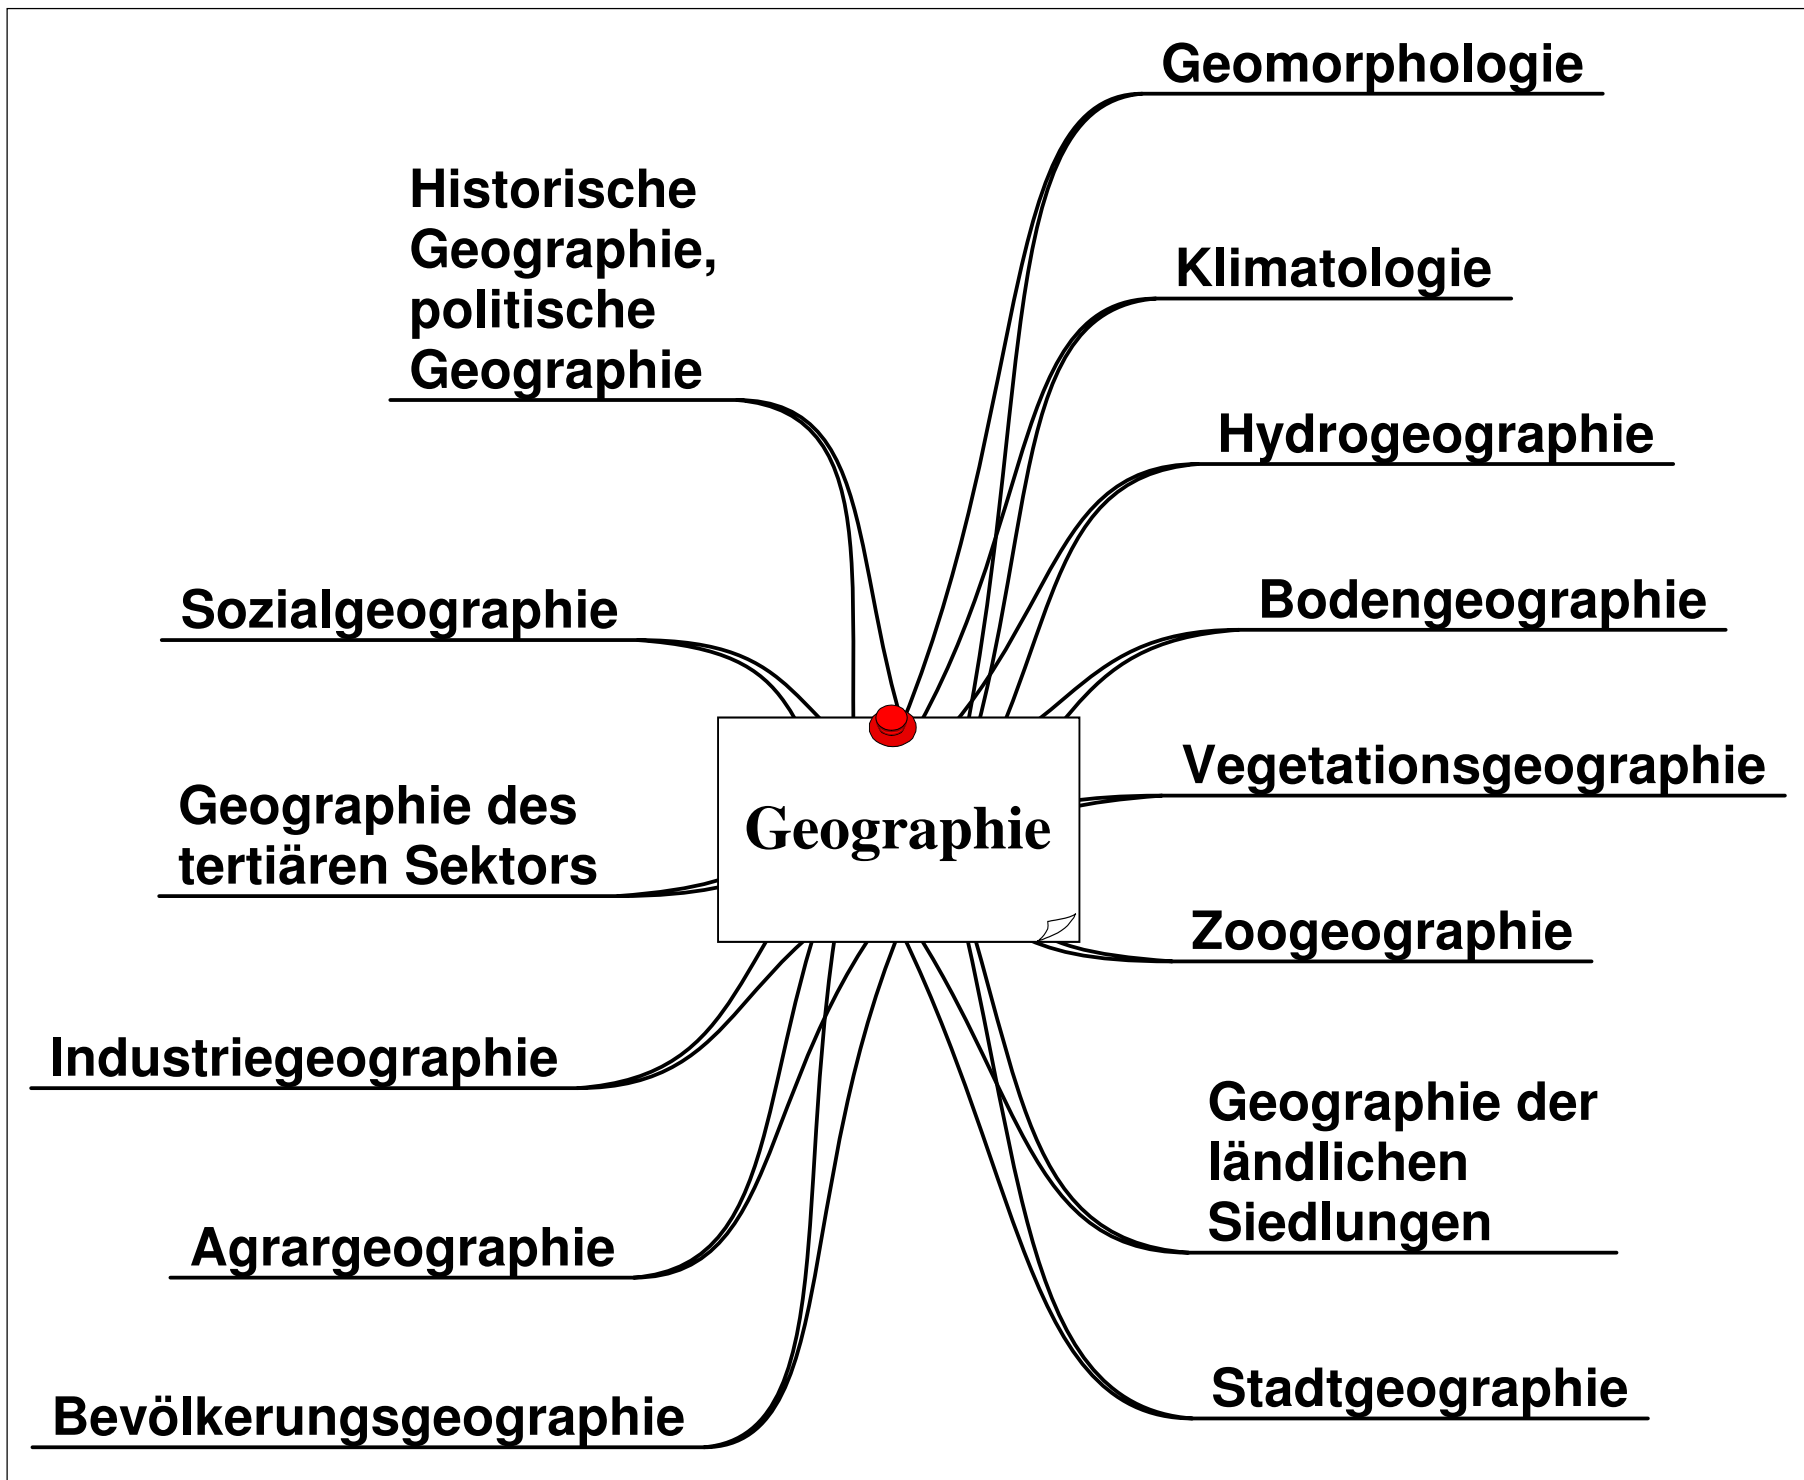 Geomorphologie
Historische
Geographie,
politische
Geographie
Klimatologie
Hydrogeographie
Bodengeographie
Sozialgeographie
Vegetationsgeographie
Geographie des
tertiären Sektors
Geographie
Zoogeographie
Industriegeographie
Geographie der
ländlichen
Siedlungen
Agrargeographie
Stadtgeographie
Bevölkerungsgeographie